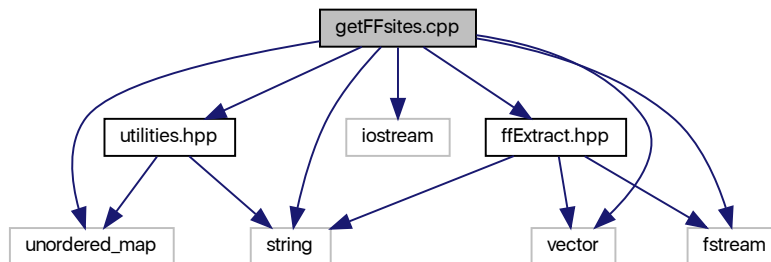 getFFsites.cpp
utilities.hpp
iostream
ffExtract.hpp
unordered_map
string
vector
fstream